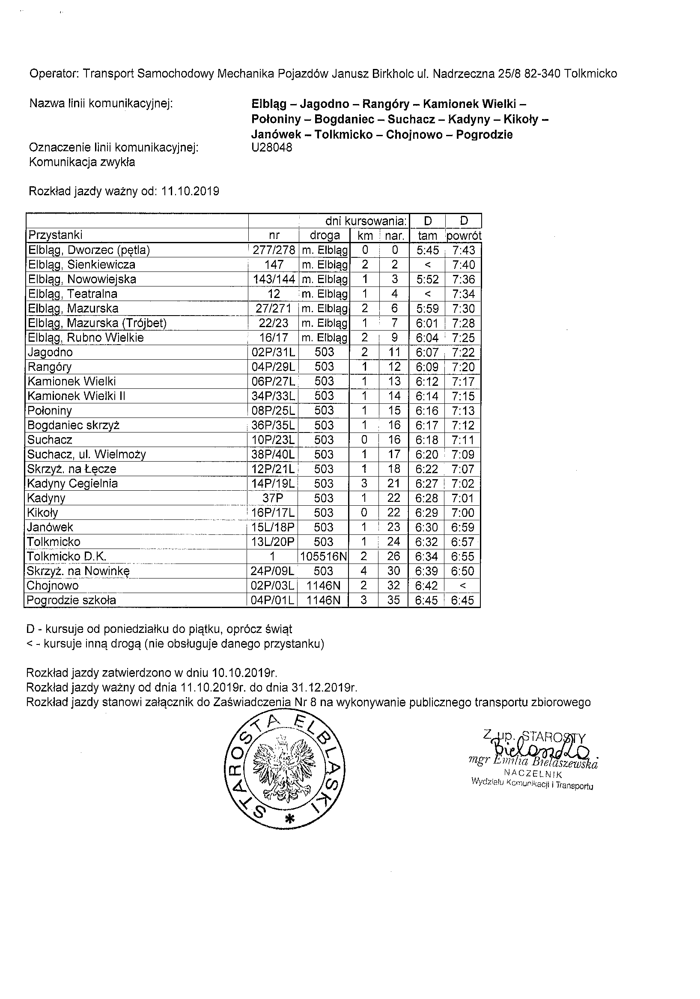 Operator: Transport Samochodowy Mechanika Pojazdów Janusz Birkholc ul. Nadrzeczna 25/8 82-340 Tolkmicko
Nazwa linii komunikacyjnej: Elbląg – Jagodno – Rangóry – Kamionek Wielki –
Połoniny – Bogdaniec – Suchacz – Kadyny – Kikoły –
Janówek – Tolkmicko – Chojnowo – Pogrodzie
Oznaczenie linii komunikacyjnej: U28048
Komunikacja zwykła
Rozkład jazdy ważny od: 11.10.2019
dni kursowania: D D
Przystanki nr droga km nar. tam powrót
Elbląg, Dworzec (pętla) 277/278 m. Elbląg 0 0 5:45 7:43
Elbląg, Sienkiewicza 147 m. Elbląg 2 2 < 7:40
Elbląg, Nowowiejska 143/144 m. Elbląg 1 3 5:52 7:36
Elbląg, Teatralna 12 m. Elbląg 1 4 < 7:34
Elbląg, Mazurska 27/271 m. Elbląg 2 6 5:59 7:30
Elbląg, Mazurska (Trójbet) 22/23 m. Elbląg 1 7 6:01 7:28
Elbląg, Rubno Wielkie 16/17 m. Elbląg 2 9 6:04 7:25
Jagodno 02P/31L 503 2 11 6:07 7:22
Rangóry 04P/29L 503 1 12 6:09 7:20
Kamionek Wielki 06P/27L 503 1 13 6:12 7:17
Kamionek Wielki II 34P/33L 503 1 14 6:14 7:15
Połoniny 08P/25L 503 1 15 6:16 7:13
Bogdaniec skrzyż 36P/35L 503 1 16 6:17 7:12
Suchacz 10P/23L 503 0 16 6:18 7:11
Suchacz, ul. Wielmoży 38P/40L 503 1 17 6:20 7:09
Skrzyż. na Łęcze 12P/21L 503 1 18 6:22 7:07
Kadyny Cegielnia 14P/19L 503 3 21 6:27 7:02
Kadyny 37P 503 1 22 6:28 7:01
Kikoły 16P/17L 503 0 22 6:29 7:00
Janówek 15L/18P 503 1 23 6:30 6:59
Tolkmicko 13L/20P 503 1 24 6:32 6:57
Tolkmicko D.K. 1 105516N 2 26 6:34 6:55
Skrzyż. na Nowinkę 24P/09L 503 4 30 6:39 6:50
Chojnowo 02P/03L 1146N 2 32 6:42 <
Pogrodzie szkoła 04P/01L 1146N 3 35 6:45 6:45
D - kursuje od poniedziałku do piątku, oprócz świąt
< - kursuje inną drogą (nie obsługuje danego przystanku)
Rozkład jazdy zatwierdzono w dniu 10.10.2019r.
Rozkład jazdy ważny od dnia 11.10.2019r. do dnia 31.12.2019r.
Rozkład jazdy stanowi załącznik do Zaświadczenia Nr 8 na wykonywanie publicznego transportu zbiorowego
STAROSTA ELBLĄSKI *
Z up. STAROSTY
mgr Emilia Bielaszewska
NACZELNIK
Wydziału Komunikacji i Transportu